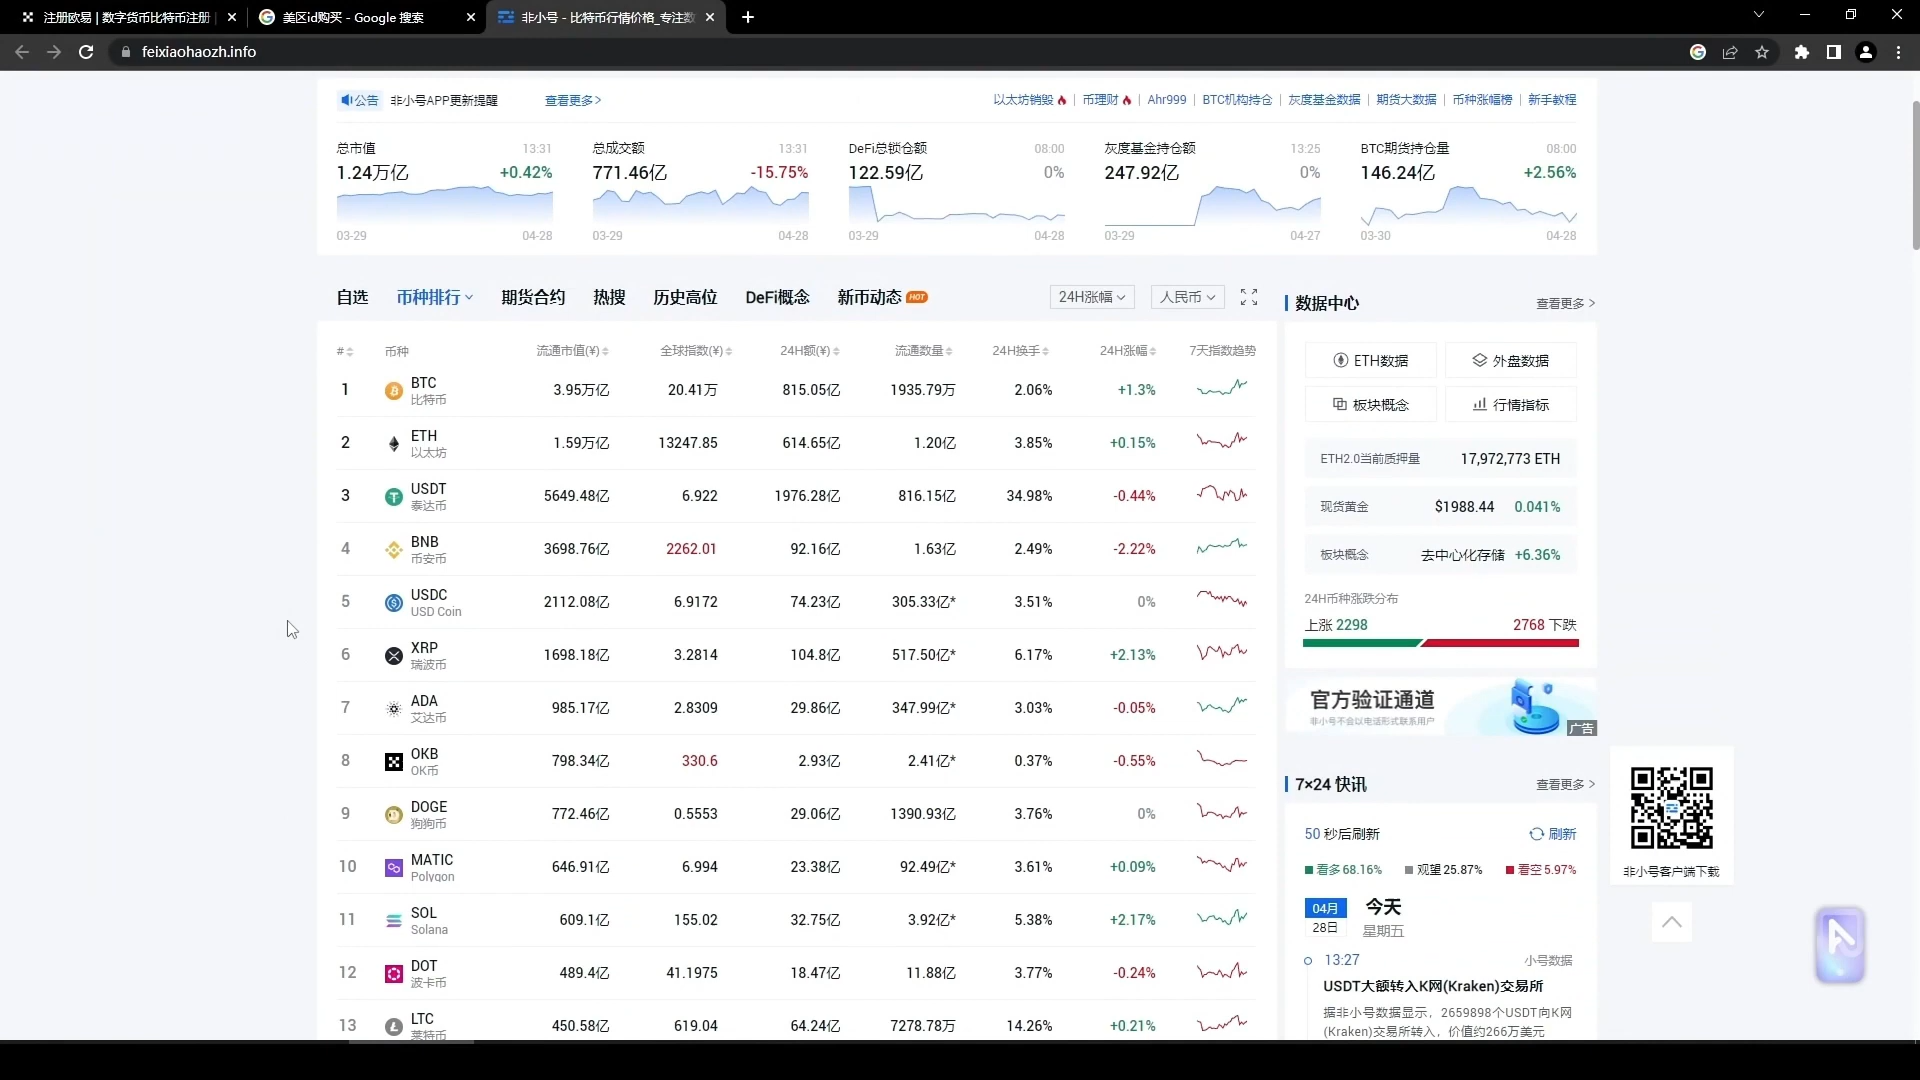 注册欧易 | 数字货币比特币注册
美区id购买 - Google 搜索
非小号 - 比特币行情价格_专注数
feixiaohaozh.info
公告 非小号APP更新提醒 查看更多>
以太坊销毁 | 币理财 | Ahr999 | BTC机构持仓 | 灰度基金数据 | 期货大数据 | 币种涨幅榜 | 新手教程
总市值 13:31
1.24万亿 +0.42%
03-29 04-28
总成交额 13:31
771.46亿 -15.75%
03-29 04-28
DeFi总锁仓额 08:00
122.59亿 0%
03-29 04-28
灰度基金持仓额 13:25
247.92亿 0%
03-29 04-27
BTC期货持仓量 08:00
146.24亿 +2.56%
03-30 04-28
自选 币种排行 期货合约 热搜 历史高位 DeFi概念 新币动态 HOT 24H涨幅 人民币
# 币种 流通市值(¥) 全球指数(¥) 24H额(¥) 流通数量 24H换手 24H涨幅 7天指数趋势
1 BTC 3.95万亿 20.41万 815.05亿 1935.79万 2.06% +1.3%
比特币
2 ETH 1.59万亿 13247.85 614.65亿 1.20亿 3.85% +0.15%
以太坊
3 USDT 5649.48亿 6.922 1976.28亿 816.15亿 34.98% -0.44%
泰达币
4 BNB 3698.76亿 2262.01 92.16亿 1.63亿 2.49% -2.22%
币安币
5 USDC 2112.08亿 6.9172 74.23亿 305.33亿* 3.51% 0%
USD Coin
6 XRP 1698.18亿 3.2814 104.8亿 517.50亿* 6.17% +2.13%
瑞波币
7 ADA 985.17亿 2.8309 29.86亿 347.99亿* 3.03% -0.05%
艾达币
8 OKB 798.34亿 330.6 2.93亿 2.41亿* 0.37% -0.55%
OK币
9 DOGE 772.46亿 0.5553 29.06亿 1390.93亿 3.76% 0%
狗狗币
10 MATIC 646.91亿 6.994 23.38亿 92.49亿* 3.61% +0.09%
Polygon
11 SOL 609.1亿 155.02 32.75亿 3.92亿* 5.38% +2.17%
Solana
12 DOT 489.4亿 41.1975 18.47亿 11.88亿 3.77% -0.24%
波卡币
13 LTC 450.58亿 619.04 64.24亿 7278.78万 14.26% +0.21%
莱特币
数据中心 查看更多 >
ETH数据 外盘数据
板块概念 行情指标
ETH2.0当前质押量 17,972,773 ETH
现货黄金 $1988.44 0.041%
板块概念 去中心化存储 +6.36%
24H币种涨跌分布
上涨 2298 2768 下跌
官方验证通道
非小号不会以电话形式联系用户
广告
7×24 快讯 查看更多 >
50 秒后刷新 刷新
看多 68.16% 观望 25.87% 看空 5.97%
04月 今天
28日 星期五
13:27 小号数据
USDT大额转入K网(Kraken)交易所
据非小号数据显示，2659898个USDT向K网
(Kraken)交易所转入，价值约266万美元
非小号客户端下载